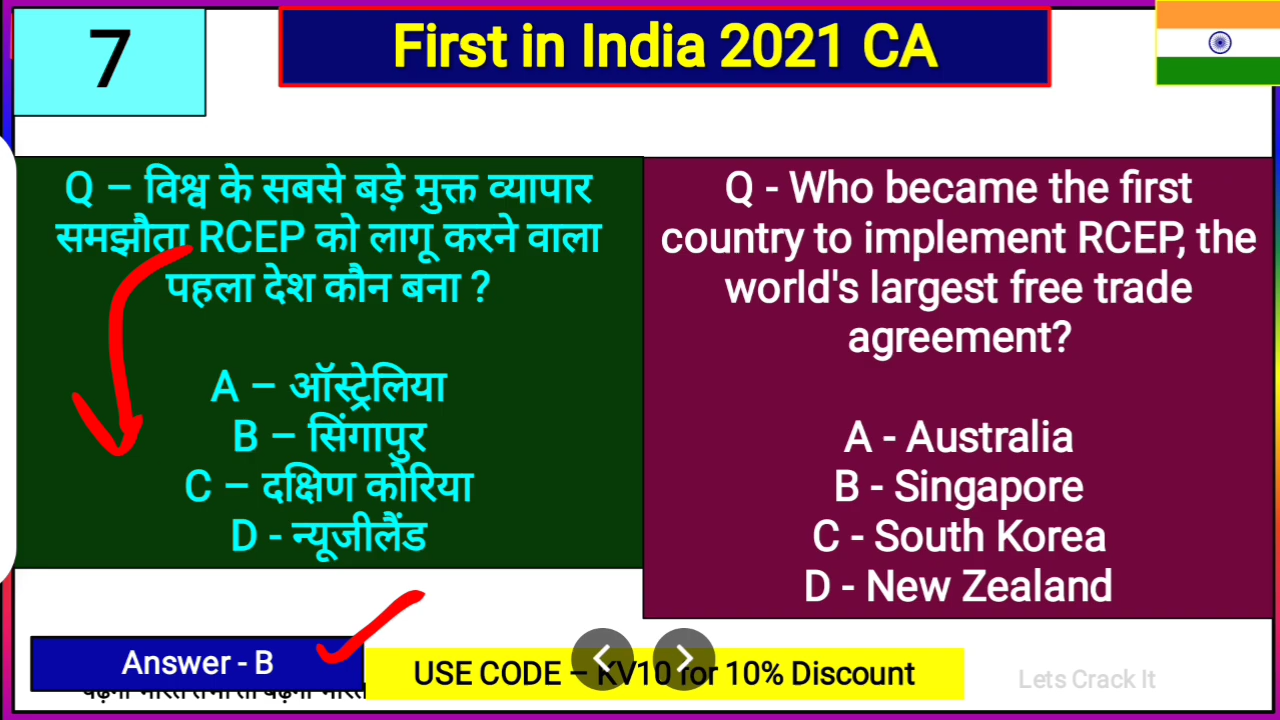 7
First in India 2021 CA
Q – विश्व के सबसे बड़े मुक्त व्यापार
समझौता RCEP को लागू करने वाला
पहला देश कौन बना ?
A – ऑस्ट्रेलिया
B – सिंगापुर
C – दक्षिण कोरिया
D - न्यूजीलैंड
Q - Who became the first
country to implement RCEP, the
world's largest free trade
agreement?
A - Australia
B - Singapore
C - South Korea
D - New Zealand
Answer - B
USE CODE – KV10 for 10% Discount
Lets Crack It